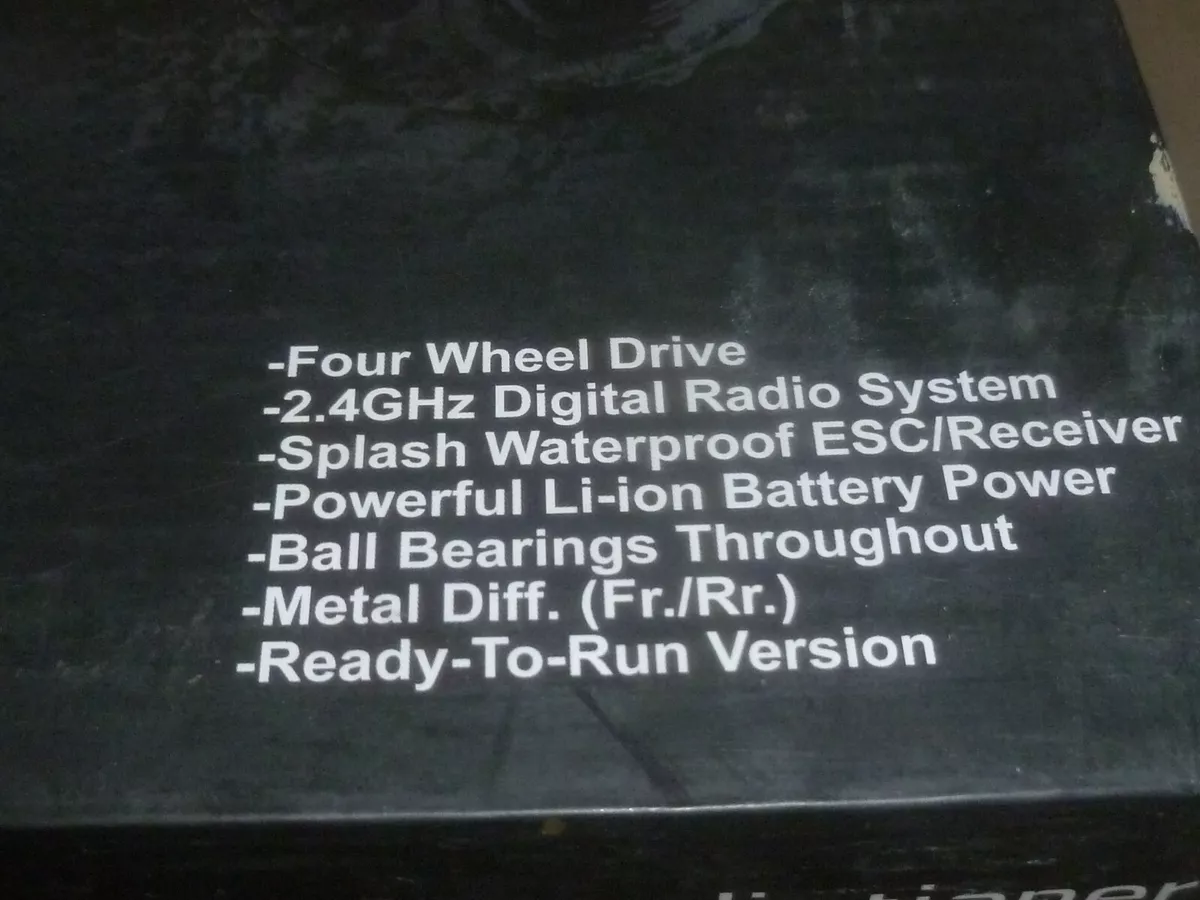 -Four Wheel Drive
-2.4GHz Digital Radio System
-Splash Waterproof ESC/Receiver
-Powerful Li-ion Battery Power
-Ball Bearings Throughout
-Metal Diff. (Fr./Rr.)
-Ready-To-Run Version